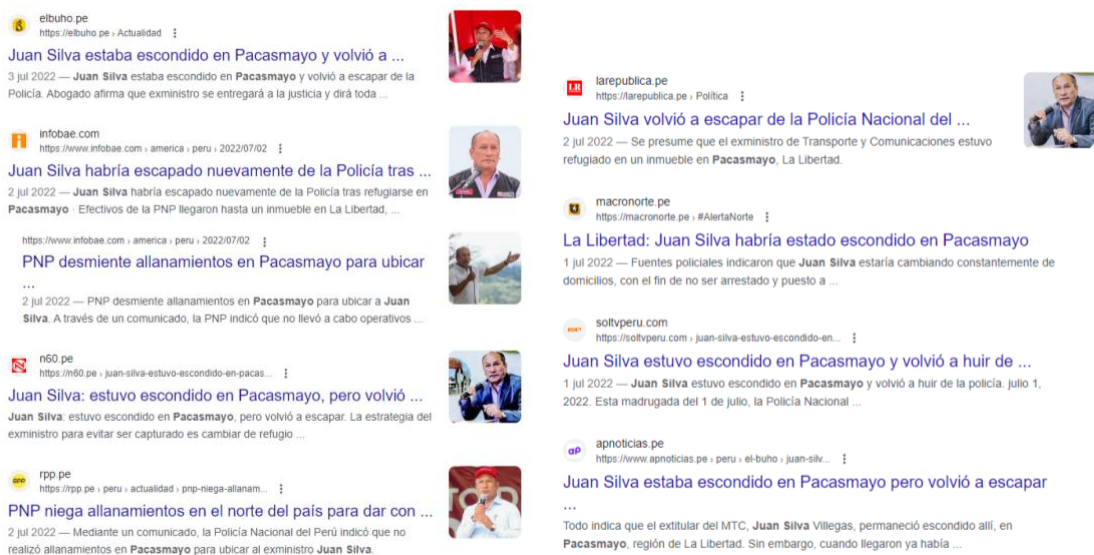 elbuho.pe
https://elbuho.pe › Actualidad
Juan Silva estaba escondido en Pacasmayo y volvió a ...
3 jul 2022 — Juan Silva estaba escondido en Pacasmayo y volvió a escapar de la
Policía. Abogado afirma que exministro se entregará a la justicia y dirá toda ...
infobae.com
https://www.infobae.com › america › peru › 2022/07/02
Juan Silva habría escapado nuevamente de la Policía tras ...
2 jul 2022 — Juan Silva habría escapado nuevamente de la Policía tras refugiarse en
Pacasmayo · Efectivos de la PNP llegaron hasta un inmueble en La Libertad, ...
https://www.infobae.com › america › peru › 2022/07/02
PNP desmiente allanamientos en Pacasmayo para ubicar
...
2 jul 2022 — PNP desmiente allanamientos en Pacasmayo para ubicar a Juan
Silva. A través de un comunicado, la PNP indicó que no llevó a cabo operativos ...
n60.pe
https://n60.pe › juan-silva-estuvo-escondido-en-pacas...
Juan Silva: estuvo escondido en Pacasmayo, pero volvió ...
Juan Silva: estuvo escondido en Pacasmayo, pero volvió a escapar. La estrategia del
exministro para evitar ser capturado es cambiar de refugio ...
rpp
rpp.pe
https://rpp.pe › peru › actualidad › pnp-niega-allanam...
PNP niega allanamientos en el norte del país para dar con ...
2 jul 2022 — Mediante un comunicado, la Policía Nacional del Perú indicó que no
realizó allanamientos en Pacasmayo para ubicar al exministro Juan Silva.
LR
larepublica.pe
https://larepublica.pe › Política
Juan Silva volvió a escapar de la Policía Nacional del ...
2 jul 2022 — Se presume que el exministro de Transporte y Comunicaciones estuvo
refugiado en un inmueble en Pacasmayo, La Libertad.
macronorte.pe
https://macronorte.pe › #AlertaNorte
La Libertad: Juan Silva habría estado escondido en Pacasmayo
1 jul 2022 — Fuentes policiales indicaron que Juan Silva estaría cambiando constantemente de
domicilios, con el fin de no ser arrestado y puesto a ...
soltvperu.com
https://soltvperu.com › juan-silva-estuvo-escondido-en...
Juan Silva estuvo escondido en Pacasmayo y volvió a huir de ...
1 jul 2022 — Juan Silva estuvo escondido en Pacasmayo y volvió a huir de la policía. julio 1,
2022. Esta madrugada del 1 de julio, la Policía Nacional ...
ap
apnoticias.pe
https://www.apnoticias.pe › peru › el-buho › juan-silv...
Juan Silva estaba escondido en Pacasmayo pero volvió a escapar
...
Todo indica que el extitular del MTC, Juan Silva Villegas, permaneció escondido allí, en
Pacasmayo, región de La Libertad. Sin embargo, cuando llegaron ya había ...